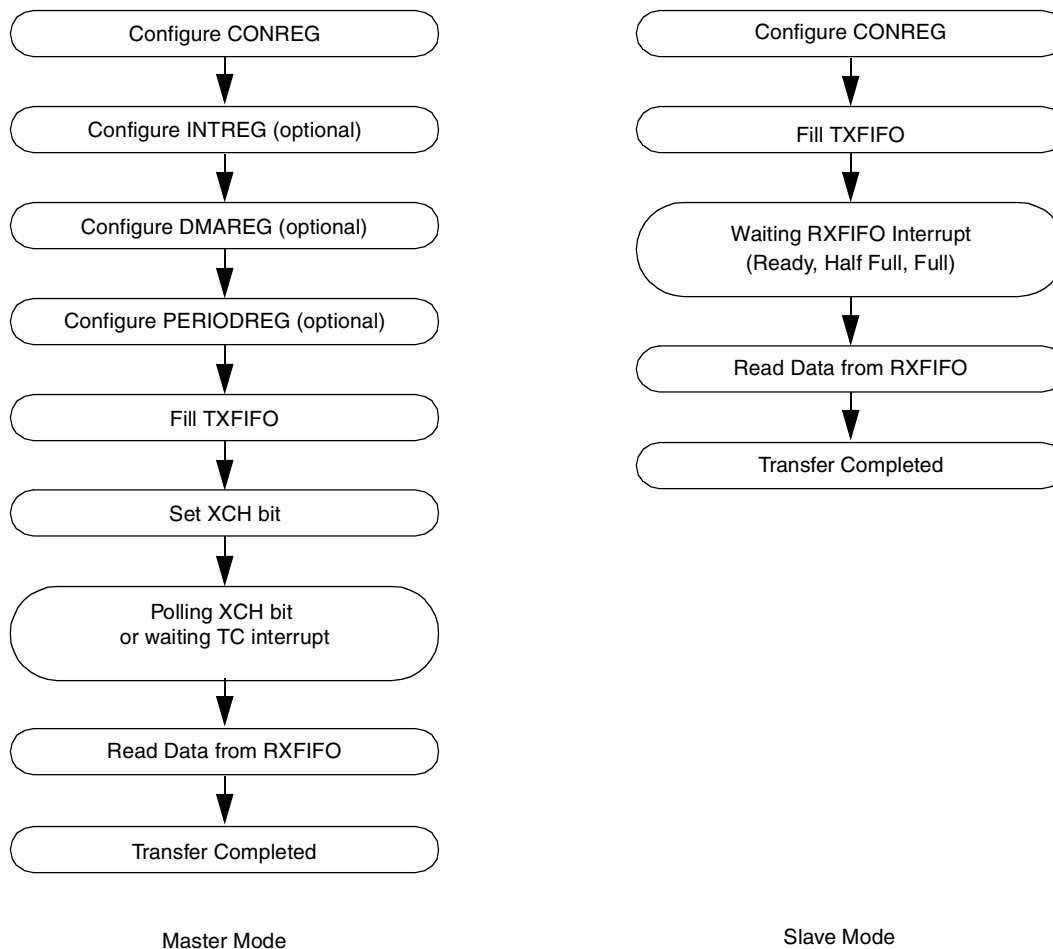 Configure CONREG
Configure INTREG (optional)
Configure DMAREG (optional)
Configure PERIODREG (optional)
Fill TXFIFO
Set XCH bit
Polling XCH bit
or waiting TC interrupt
Read Data from RXFIFO
Transfer Completed
Master Mode
Configure CONREG
Fill TXFIFO
Waiting RXFIFO Interrupt
(Ready, Half Full, Full)
Read Data from RXFIFO
Transfer Completed
Slave Mode